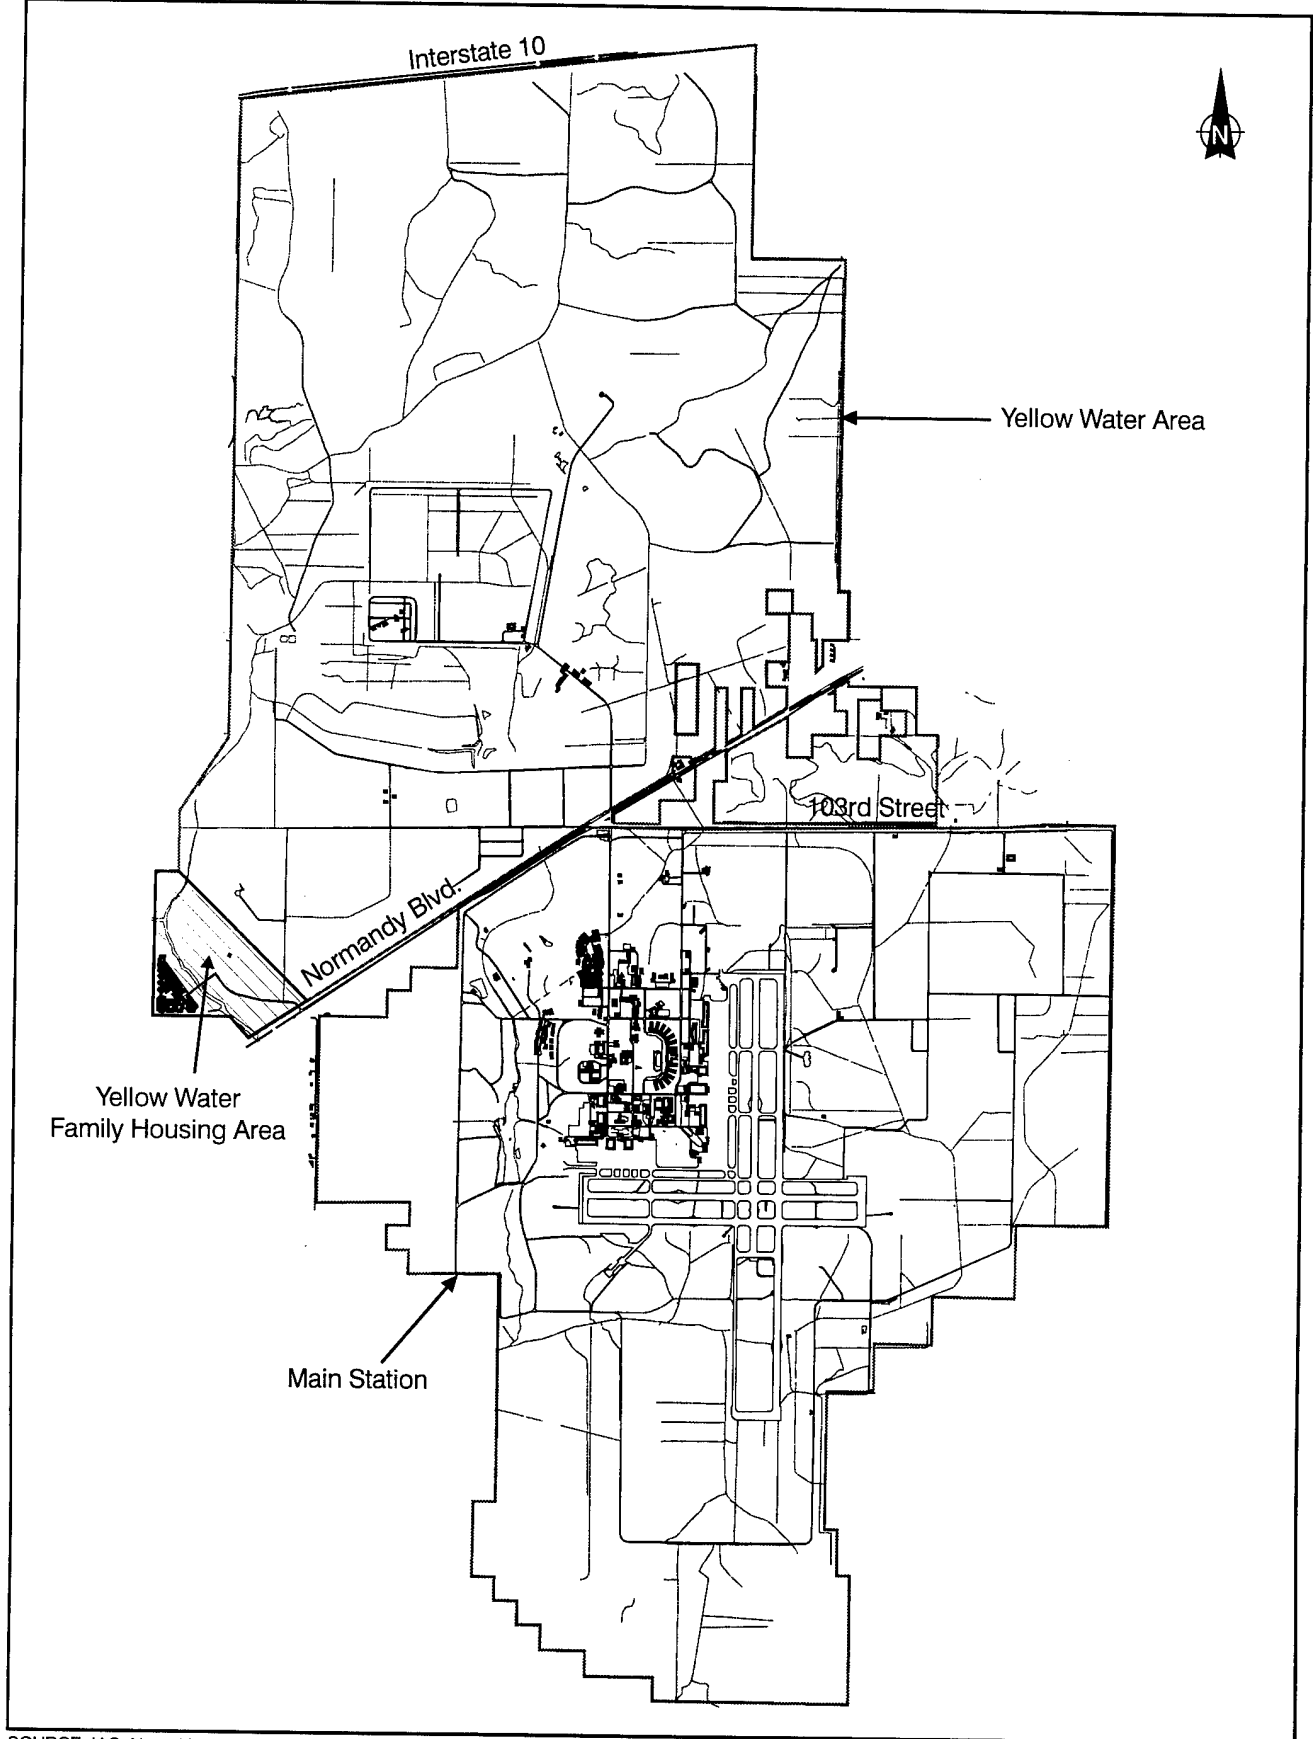 Interstate 10
N
Yellow Water Area
103rd Street
Normandy Blvd.
Yellow Water
Family Housing Area
Main Station